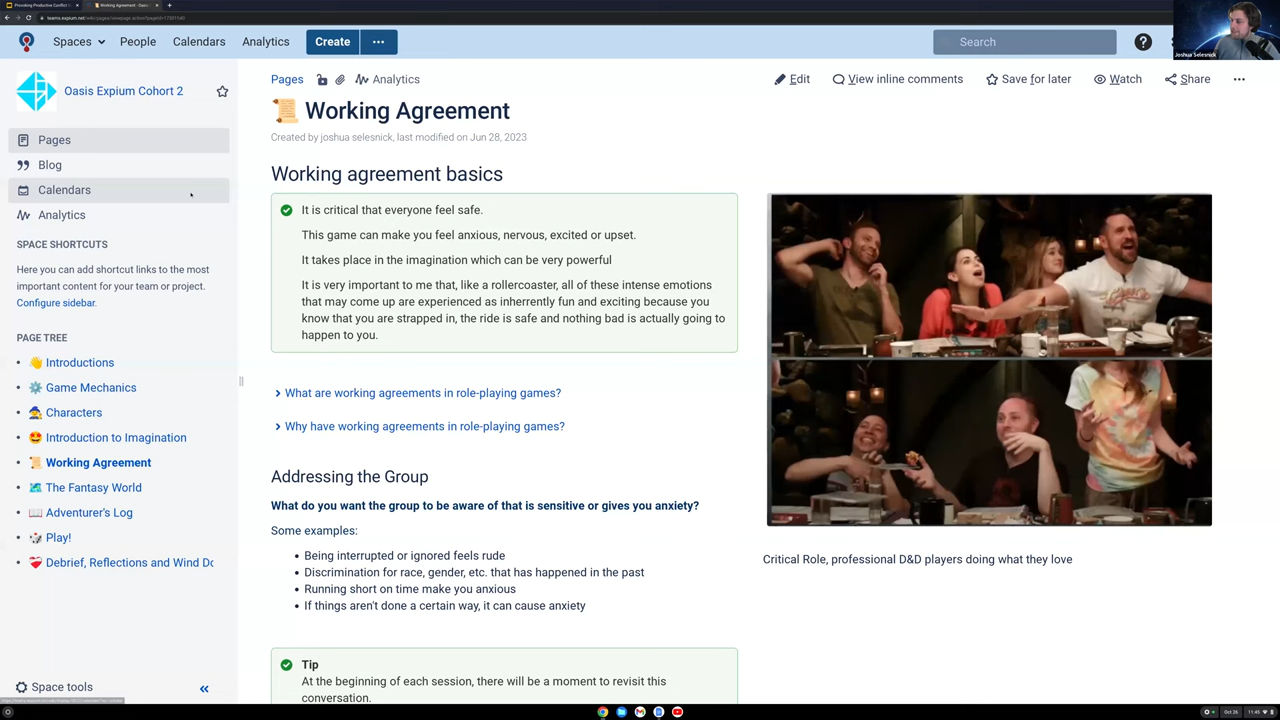 Provoking Productive Conflict
Working Agreement - Oasis
Spaces People Calendars Analytics Create ... Search
Joshua Selesnick
Oasis Expium Cohort 2
Pages
Blog
Calendars
Analytics
SPACE SHORTCUTS
Here you can add shortcut links to the most
important content for your team or project.
Configure sidebar.
PAGE TREE
👋 Introductions
⚙️ Game Mechanics
🧙 Characters
🤩 Introduction to Imagination
📜 Working Agreement
🗺️ The Fantasy World
📖 Adventurer's Log
🎲 Play!
❤️‍🩹 Debrief, Reflections and Wind Do
Space tools
Pages Analytics Edit View inline comments Save for later Watch Share ...
📜 Working Agreement
Created by joshua selesnick, last modified on Jun 28, 2023
Working agreement basics
It is critical that everyone feel safe.
This game can make you feel anxious, nervous, excited or upset.
It takes place in the imagination which can be very powerful
It is very important to me that, like a rollercoaster, all of these intense emotions
that may come up are experienced as inherrently fun and exciting because you
know that you are strapped in, the ride is safe and nothing bad is actually going to
happen to you.
What are working agreements in role-playing games?
Why have working agreements in role-playing games?
Addressing the Group
What do you want the group to be aware of that is sensitive or gives you anxiety?
Some examples:
• Being interrupted or ignored feels rude
• Discrimination for race, gender, etc. that has happened in the past
• Running short on time make you anxious
• If things aren't done a certain way, it can cause anxiety
Tip
At the beginning of each session, there will be a moment to revisit this
conversation.
Critical Role, professional D&D players doing what they love
Oct 26 11:45